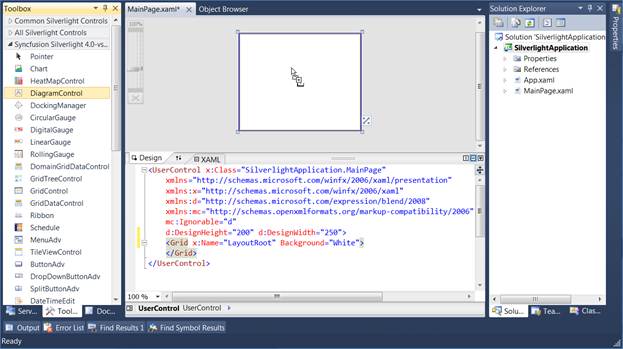 Toolbox
Common Silverlight Controls
All Silverlight Controls
Syncfusion Silverlight 4.0-vs...
Pointer
Chart
HeatMapControl
DiagramControl
DockingManager
CircularGauge
DigitalGauge
LinearGauge
RollingGauge
DomainGridDataControl
GridTreeControl
GridControl
GridDataControl
Ribbon
Schedule
MenuAdv
TileViewControl
ButtonAdv
DropDownButtonAdv
SplitButtonAdv
DateTimeEdit
Serv...
Tool...
Doc...
MainPage.xaml*
Object Browser
100%
Design
XAML
<UserControl x:Class="SilverlightApplication.MainPage"
xmlns="http://schemas.microsoft.com/winfx/2006/xaml/presentation"
xmlns:x="http://schemas.microsoft.com/winfx/2006/xaml"
xmlns:d="http://schemas.microsoft.com/expression/blend/2008"
xmlns:mc="http://schemas.openxmlformats.org/markup-compatibility/2006"
mc:Ignorable="d"
d:DesignHeight="200" d:DesignWidth="250">
<Grid x:Name="LayoutRoot" Background="White">
</Grid>
</UserControl>
100 %
UserControl UserControl
Solution Explorer
Solution 'SilverlightApplication
SilverlightApplication
Properties
References
App.xaml
MainPage.xaml
Solu...
Tea...
Clas...
Properties
Output
Error List
Find Results 1
Find Symbol Results
Ready